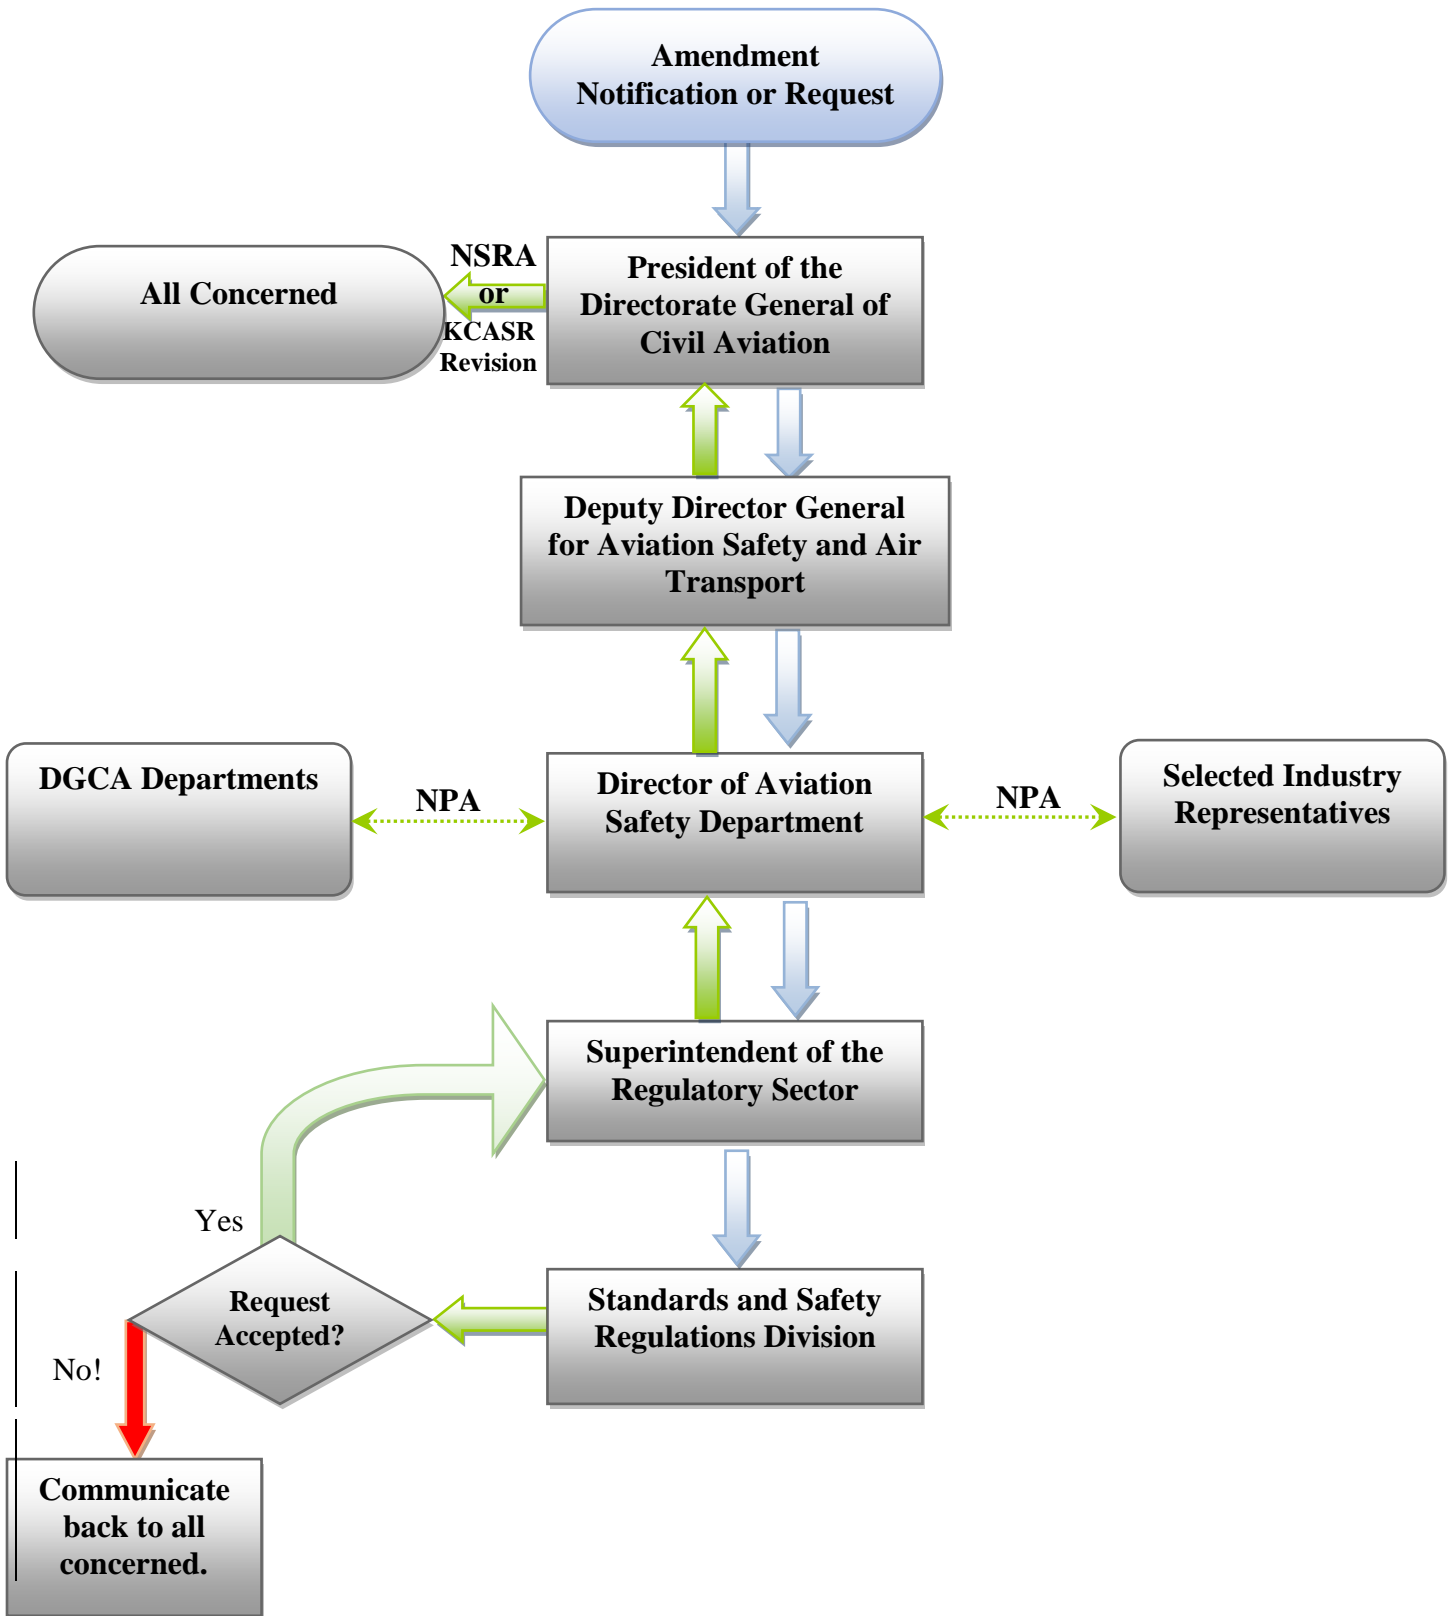 Amendment
Notification or Request
NSRA
or
KCASR
Revision
All Concerned
President of the
Directorate General of
Civil Aviation
Deputy Director General
for Aviation Safety and Air
Transport
DGCA Departments
NPA
Director of Aviation
Safety Department
NPA
Selected Industry
Representatives
Superintendent of the
Regulatory Sector
Yes
Request
Accepted?
Standards and Safety
Regulations Division
No!
Communicate
back to all
concerned.